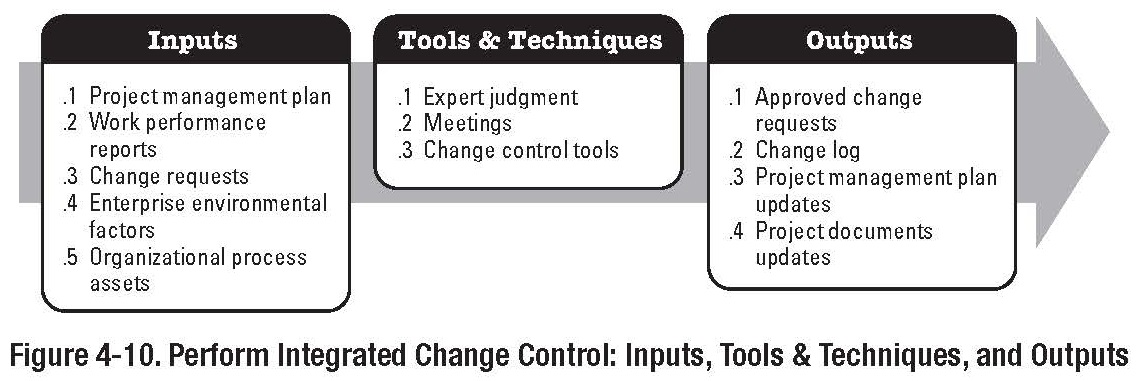 Inputs
.1 Project management plan
.2 Work performance
reports
.3 Change requests
.4 Enterprise environmental
factors
.5 Organizational process
assets
Tools & Techniques
.1 Expert judgment
.2 Meetings
.3 Change control tools
Outputs
.1 Approved change
requests
.2 Change log
.3 Project management plan
updates
.4 Project documents
updates
Figure 4-10. Perform Integrated Change Control: Inputs, Tools & Techniques, and Outputs